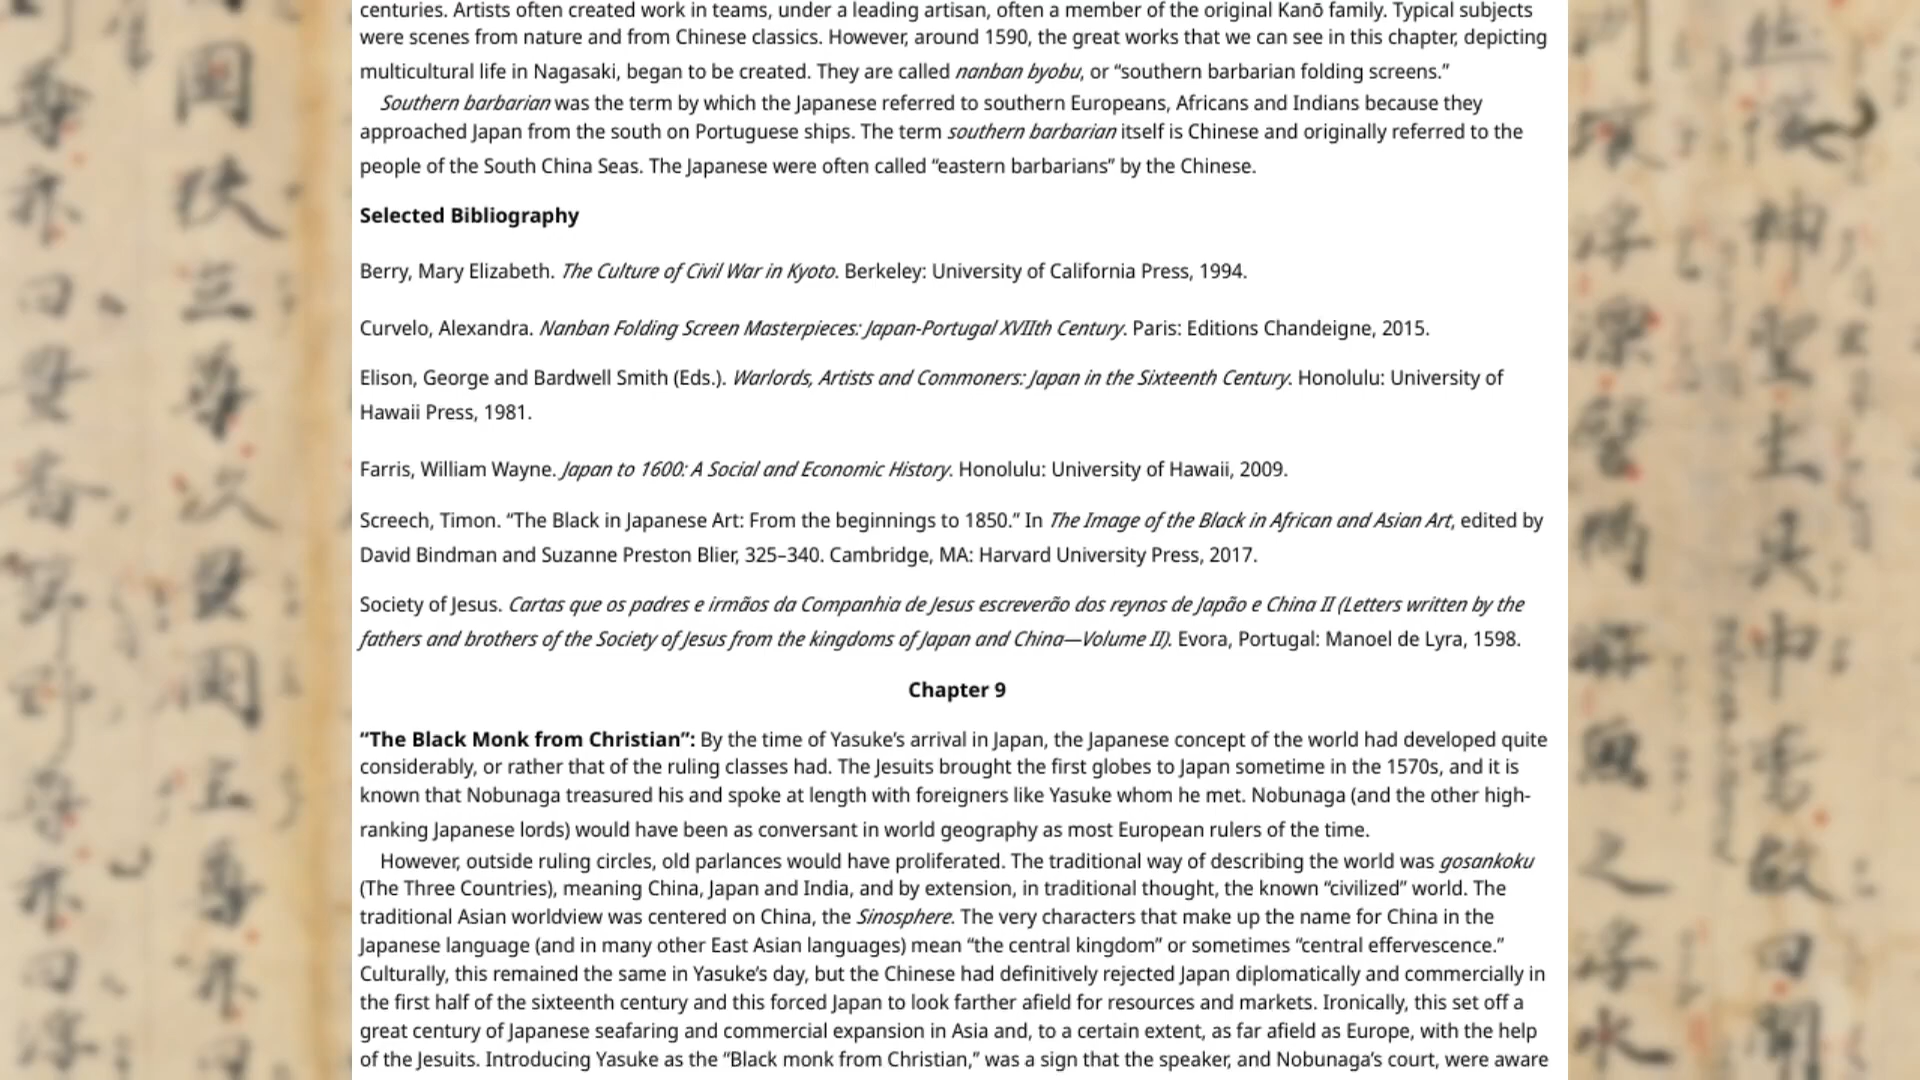 centuries. Artists often created work in teams, under a leading artisan, often a member of the original Kanō family. Typical subjects
were scenes from nature and from Chinese classics. However, around 1590, the great works that we can see in this chapter, depicting
multicultural life in Nagasaki, began to be created. They are called nanban byobu, or “southern barbarian folding screens.”
Southern barbarian was the term by which the Japanese referred to southern Europeans, Africans and Indians because they
approached Japan from the south on Portuguese ships. The term southern barbarian itself is Chinese and originally referred to the
people of the South China Seas. The Japanese were often called “eastern barbarians” by the Chinese.
Selected Bibliography
Berry, Mary Elizabeth. The Culture of Civil War in Kyoto. Berkeley: University of California Press, 1994.
Curvelo, Alexandra. Nanban Folding Screen Masterpieces: Japan-Portugal XVIIth Century. Paris: Editions Chandeigne, 2015.
Elison, George and Bardwell Smith (Eds.). Warlords, Artists and Commoners: Japan in the Sixteenth Century. Honolulu: University of
Hawaii Press, 1981.
Farris, William Wayne. Japan to 1600: A Social and Economic History. Honolulu: University of Hawaii, 2009.
Screech, Timon. “The Black in Japanese Art: From the beginnings to 1850.” In The Image of the Black in African and Asian Art, edited by
David Bindman and Suzanne Preston Blier, 325–340. Cambridge, MA: Harvard University Press, 2017.
Society of Jesus. Cartas que os padres e irmãos da Companhia de Jesus escreverão dos reynos de Japão e China II (Letters written by the
fathers and brothers of the Society of Jesus from the kingdoms of Japan and China—Volume II). Evora, Portugal: Manoel de Lyra, 1598.
Chapter 9
“The Black Monk from Christian”: By the time of Yasuke’s arrival in Japan, the Japanese concept of the world had developed quite
considerably, or rather that of the ruling classes had. The Jesuits brought the first globes to Japan sometime in the 1570s, and it is
known that Nobunaga treasured his and spoke at length with foreigners like Yasuke whom he met. Nobunaga (and the other high-
ranking Japanese lords) would have been as conversant in world geography as most European rulers of the time.
However, outside ruling circles, old parlances would have proliferated. The traditional way of describing the world was gosankoku
(The Three Countries), meaning China, Japan and India, and by extension, in traditional thought, the known “civilized” world. The
traditional Asian worldview was centered on China, the Sinosphere. The very characters that make up the name for China in the
Japanese language (and in many other East Asian languages) mean “the central kingdom” or sometimes “central effervescence.”
Culturally, this remained the same in Yasuke’s day, but the Chinese had definitively rejected Japan diplomatically and commercially in
the first half of the sixteenth century and this forced Japan to look farther afield for resources and markets. Ironically, this set off a
great century of Japanese seafaring and commercial expansion in Asia and, to a certain extent, as far afield as Europe, with the help
of the Jesuits. Introducing Yasuke as the “Black monk from Christian,” was a sign that the speaker, and Nobunaga’s court, were aware